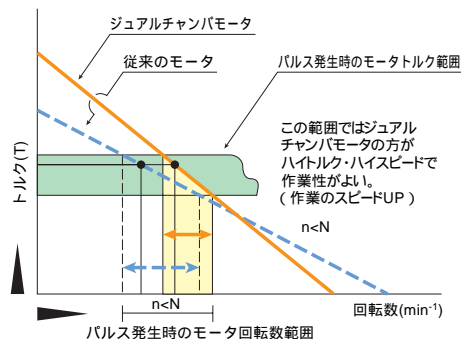 ジュアルチャンバモータ
従来のモータ
パルス発生時のモータトルク範囲
この範囲ではジュアル
チャンバモータの方が
ハイトルク・ハイスピードで
作業性がよい。
(作業のスピードUP)
n<N
トルク(T)
n<N
回転数(min-1)
パルス発生時のモータ回転数範囲